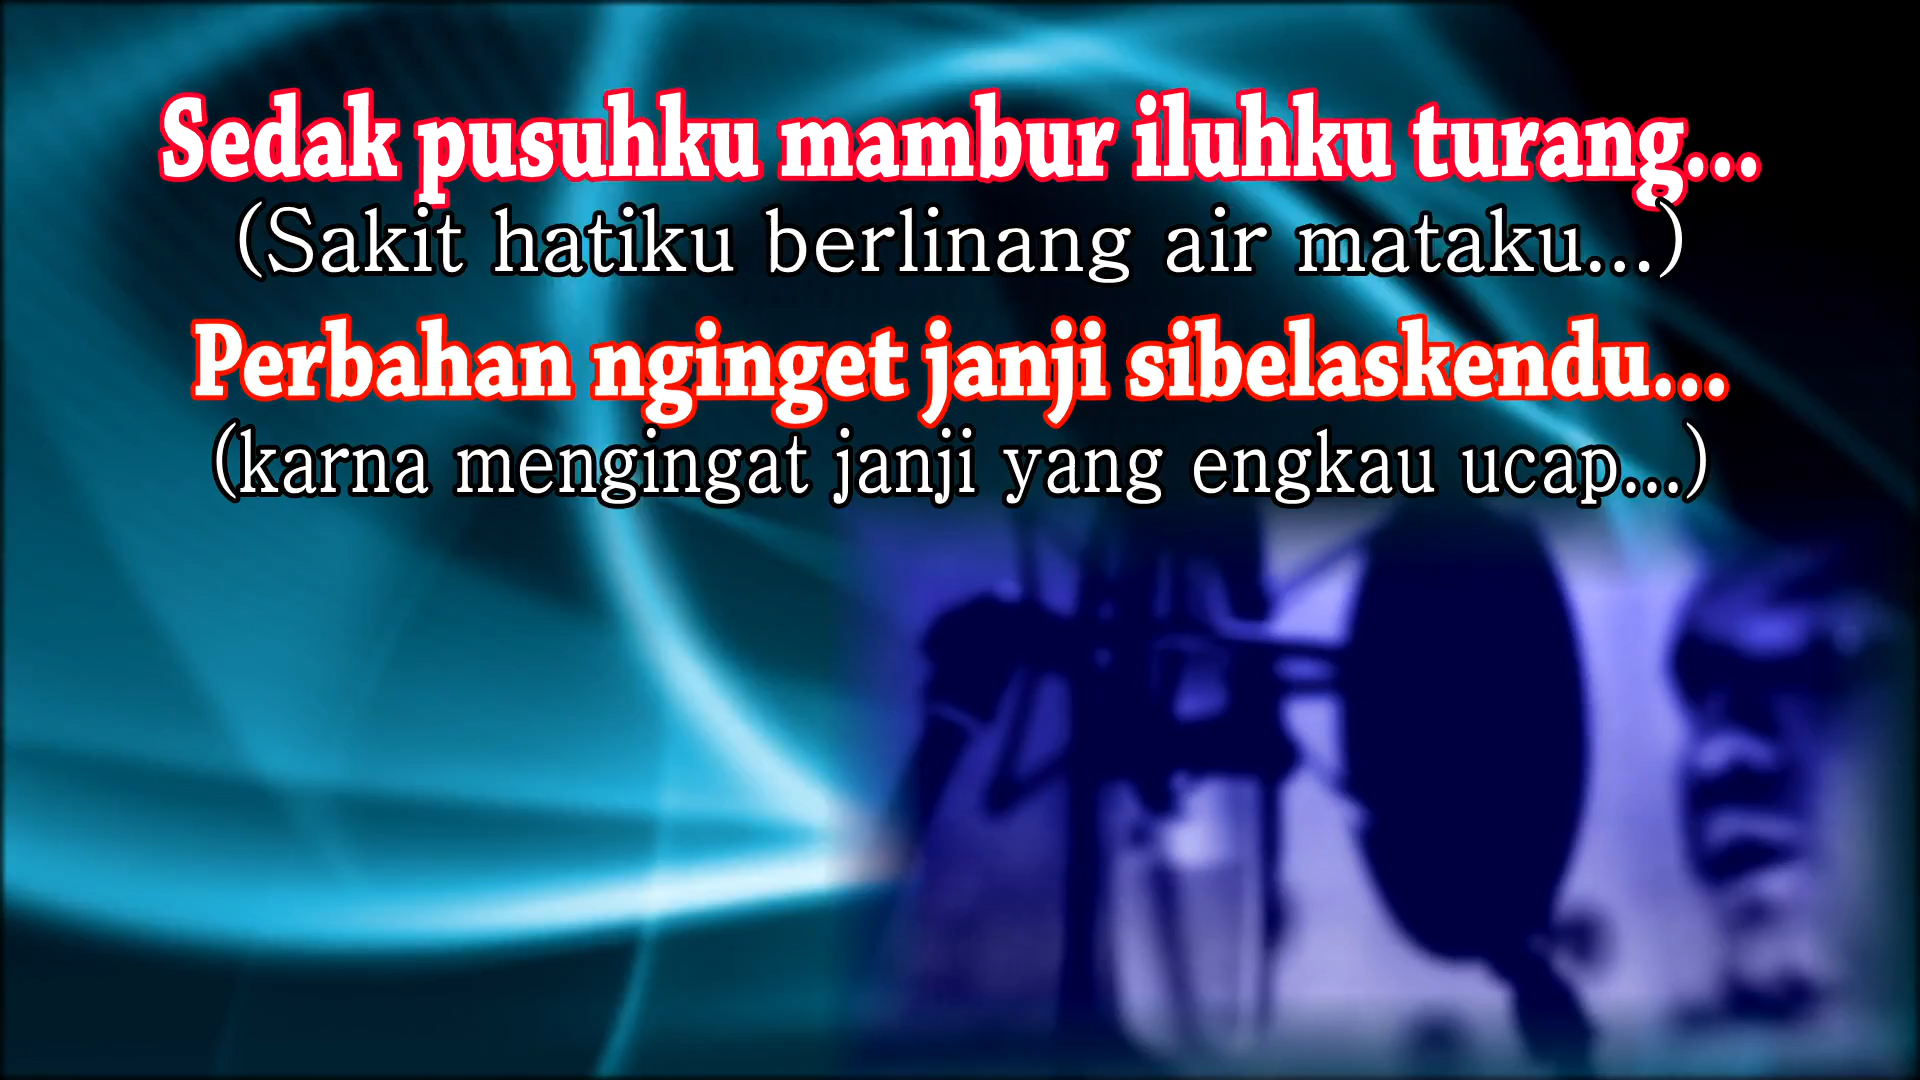 Sedak pusuhku mambur iluhku turang...
(Sakit hatiku berlinang air mataku...)
Perbahan nginget janji sibelaskendu...
(karna mengingat janji yang engkau ucap...)